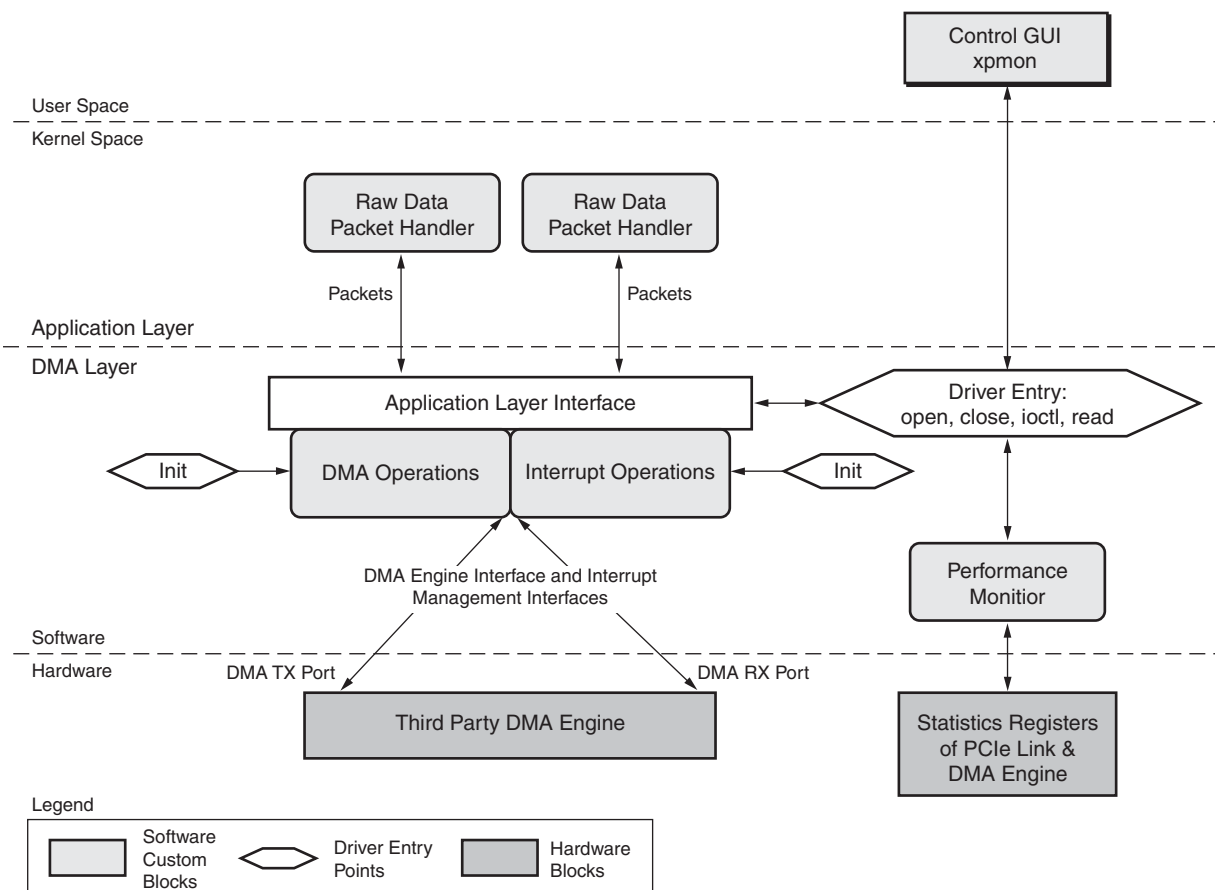 Control GUI
xpmon
User Space
Kernel Space
Raw Data
Packet Handler
Raw Data
Packet Handler
Packets
Packets
Application Layer
DMA Layer
Application Layer Interface
Driver Entry:
open, close, ioctl, read
Init
DMA Operations
Interrupt Operations
Init
DMA Engine Interface and Interrupt
Management Interfaces
Performance
Monitior
Software
Hardware
DMA TX Port
DMA RX Port
Third Party DMA Engine
Statistics Registers
of PCIe Link &
DMA Engine
Legend
Software
Custom
Blocks
Driver Entry
Points
Hardware
Blocks